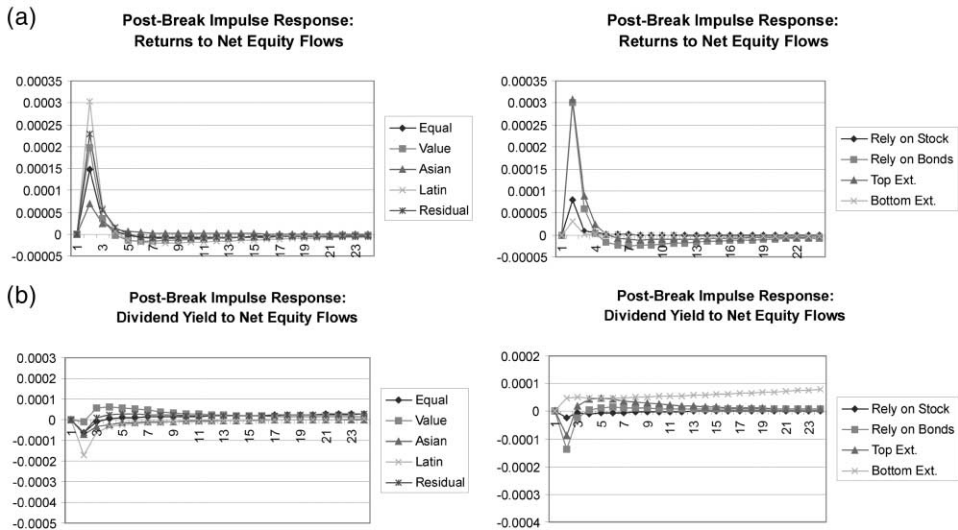 (a)
Post-Break Impulse Response:
Returns to Net Equity Flows
0.00035
0.0003
0.00025
0.0002
0.00015
0.0001
0.00005
0
-0.00005
1
3
5
7
9
11
13
15
17
19
21
23
Equal
Value
Asian
Latin
Residual
Post-Break Impulse Response:
Returns to Net Equity Flows
0.00035
0.0003
0.00025
0.0002
0.00015
0.0001
0.00005
0
-0.00005
1
4
7
10
13
16
19
22
Rely on Stock
Rely on Bonds
Top Ext.
Bottom Ext.
(b)
Post-Break Impulse Response:
Dividend Yield to Net Equity Flows
0.0003
0.0002
0.0001
0
-0.0001
-0.0002
-0.0003
-0.0004
-0.0005
1
3
5
7
9
11
13
15
17
19
21
23
Equal
Value
Asian
Latin
Residual
Post-Break Impulse Response:
Dividend Yield to Net Equity Flows
0.0002
0.0001
0
-0.0001
-0.0002
-0.0003
-0.0004
1
3
5
7
9
11
13
15
17
19
21
23
Rely on Stock
Rely on Bonds
Top Ext.
Bottom Ext.